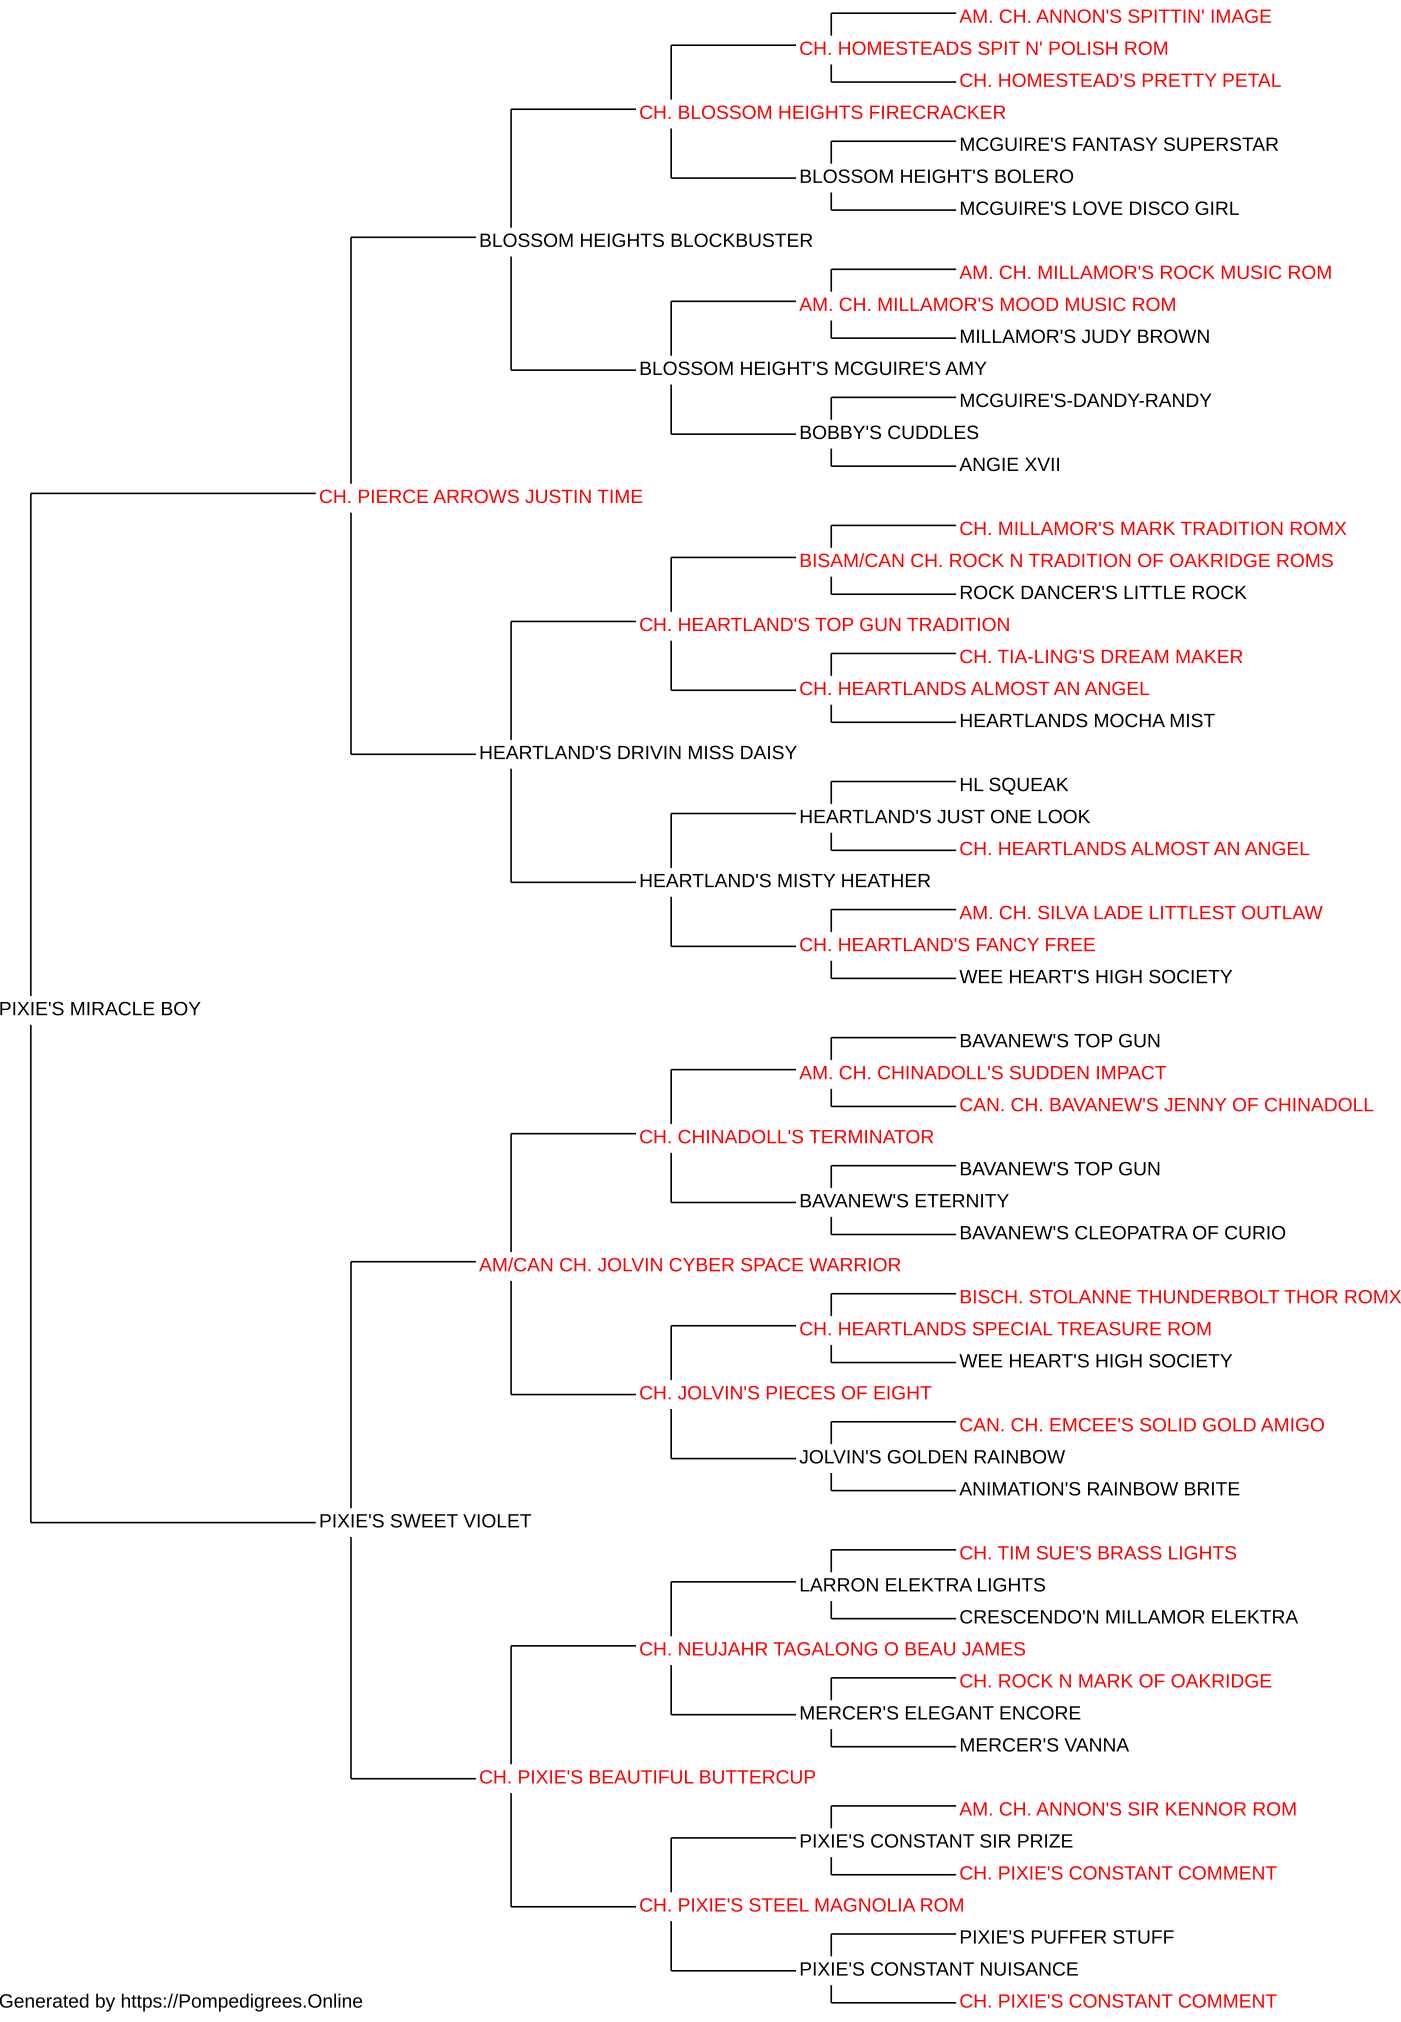 AM. CH. ANNON'S SPITTIN' IMAGE
CH. HOMESTEADS SPIT N' POLISH ROM
CH. HOMESTEAD'S PRETTY PETAL
CH. BLOSSOM HEIGHTS FIRECRACKER
MCGUIRE'S FANTASY SUPERSTAR
BLOSSOM HEIGHT'S BOLERO
MCGUIRE'S LOVE DISCO GIRL
BLOSSOM HEIGHTS BLOCKBUSTER
AM. CH. MILLAMOR'S ROCK MUSIC ROM
AM. CH. MILLAMOR'S MOOD MUSIC ROM
MILLAMOR'S JUDY BROWN
BLOSSOM HEIGHT'S MCGUIRE'S AMY
MCGUIRE'S-DANDY-RANDY
BOBBY'S CUDDLES
ANGIE XVII
CH. PIERCE ARROWS JUSTIN TIME
CH. MILLAMOR'S MARK TRADITION ROMX
BISAM/CAN CH. ROCK N TRADITION OF OAKRIDGE ROMS
ROCK DANCER'S LITTLE ROCK
CH. HEARTLAND'S TOP GUN TRADITION
CH. TIA-LING'S DREAM MAKER
CH. HEARTLANDS ALMOST AN ANGEL
HEARTLANDS MOCHA MIST
HEARTLAND'S DRIVIN MISS DAISY
HL SQUEAK
HEARTLAND'S JUST ONE LOOK
CH. HEARTLANDS ALMOST AN ANGEL
HEARTLAND'S MISTY HEATHER
AM. CH. SILVA LADE LITTLEST OUTLAW
CH. HEARTLAND'S FANCY FREE
WEE HEART'S HIGH SOCIETY
PIXIE'S MIRACLE BOY
BAVANEW'S TOP GUN
AM. CH. CHINADOLL'S SUDDEN IMPACT
CAN. CH. BAVANEW'S JENNY OF CHINADOLL
CH. CHINADOLL'S TERMINATOR
BAVANEW'S TOP GUN
BAVANEW'S ETERNITY
BAVANEW'S CLEOPATRA OF CURIO
AM/CAN CH. JOLVIN CYBER SPACE WARRIOR
BISCH. STOLANNE THUNDERBOLT THOR ROMX
CH. HEARTLANDS SPECIAL TREASURE ROM
WEE HEART'S HIGH SOCIETY
CH. JOLVIN'S PIECES OF EIGHT
CAN. CH. EMCEE'S SOLID GOLD AMIGO
JOLVIN'S GOLDEN RAINBOW
ANIMATION'S RAINBOW BRITE
PIXIE'S SWEET VIOLET
CH. TIM SUE'S BRASS LIGHTS
LARRON ELEKTRA LIGHTS
CRESCENDO'N MILLAMOR ELEKTRA
CH. NEUJAHR TAGALONG O BEAU JAMES
CH. ROCK N MARK OF OAKRIDGE
MERCER'S ELEGANT ENCORE
MERCER'S VANNA
CH. PIXIE'S BEAUTIFUL BUTTERCUP
AM. CH. ANNON'S SIR KENNOR ROM
PIXIE'S CONSTANT SIR PRIZE
CH. PIXIE'S CONSTANT COMMENT
CH. PIXIE'S STEEL MAGNOLIA ROM
PIXIE'S PUFFER STUFF
PIXIE'S CONSTANT NUISANCE
CH. PIXIE'S CONSTANT COMMENT
Generated by https://Pompedigrees.Online